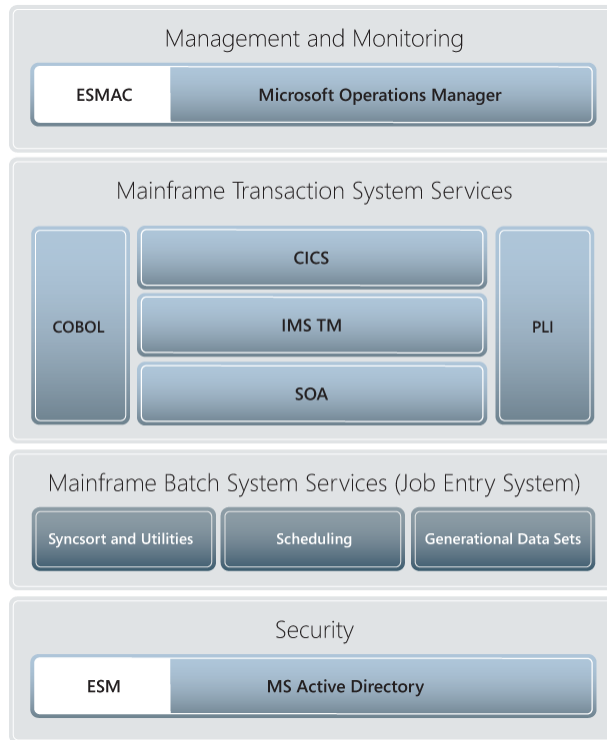 Management and Monitoring
ESMAC
Microsoft Operations Manager
Mainframe Transaction System Services
COBOL
CICS
IMS TM
SOA
PLI
Mainframe Batch System Services (Job Entry System)
Syncsort and Utilities
Scheduling
Generational Data Sets
Security
ESM
MS Active Directory